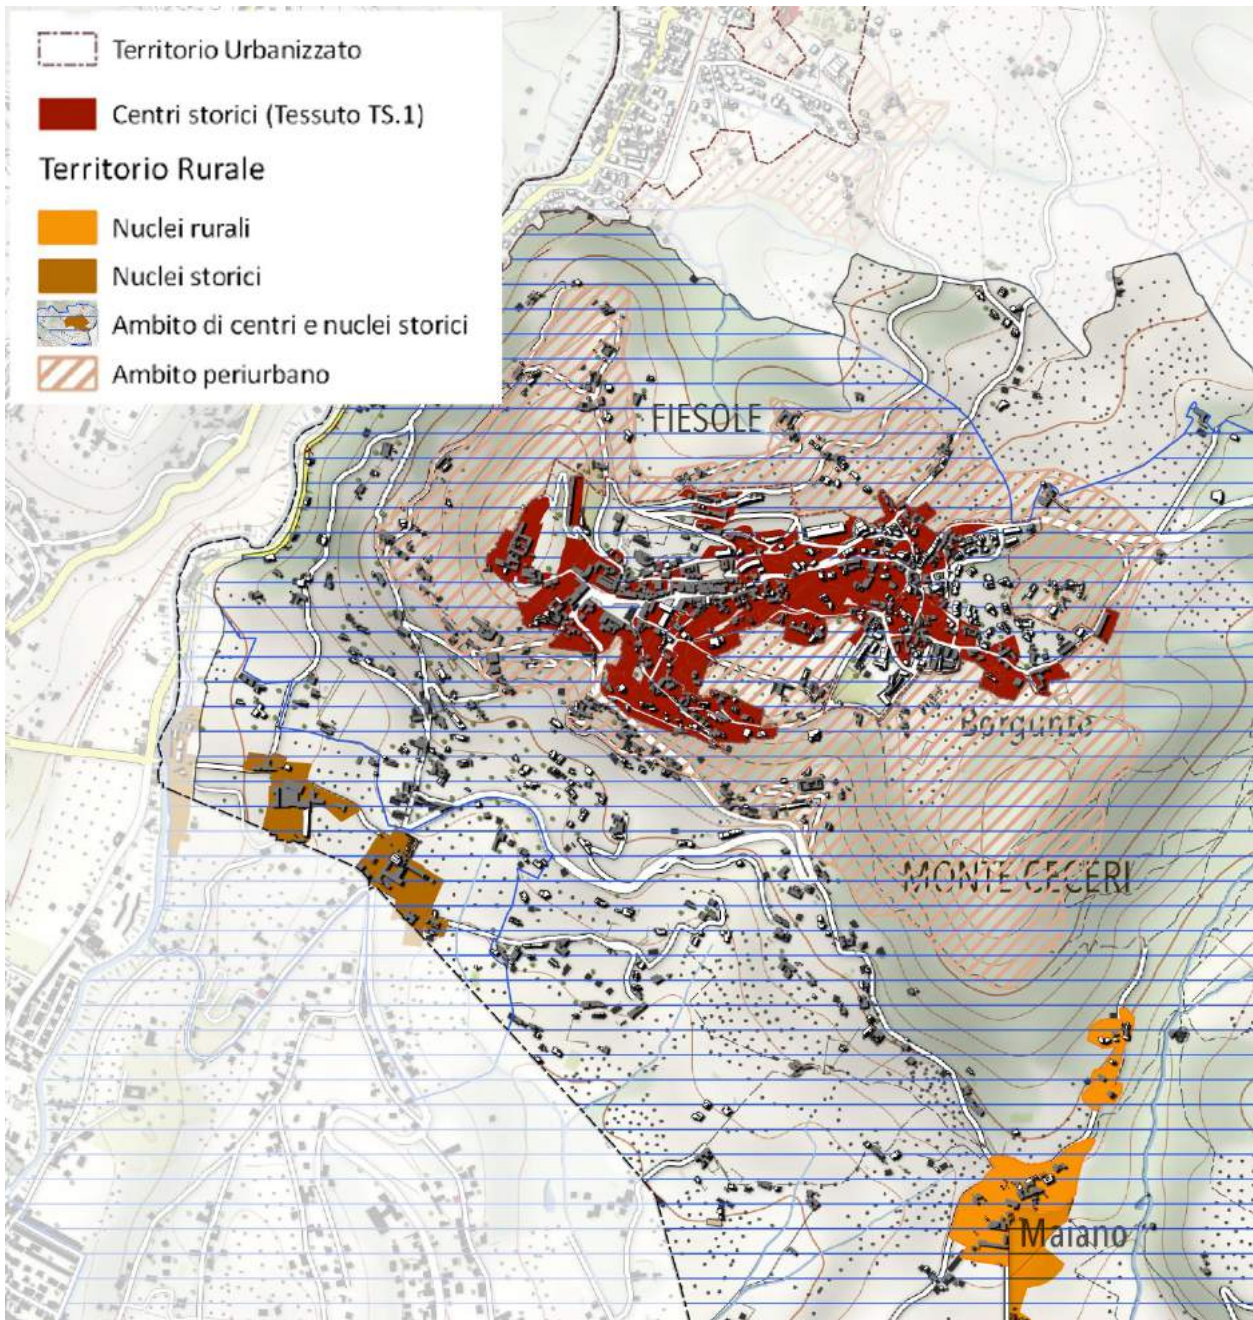 Territorio Urbanizzato
Centri storici (Tessuto TS.1)
Territorio Rurale
Nuclei rurali
Nuclei storici
Ambito di centri e nuclei storici
Ambito periurbano
FIESOLE
Borgunto
MONTE CECERI
Maiano